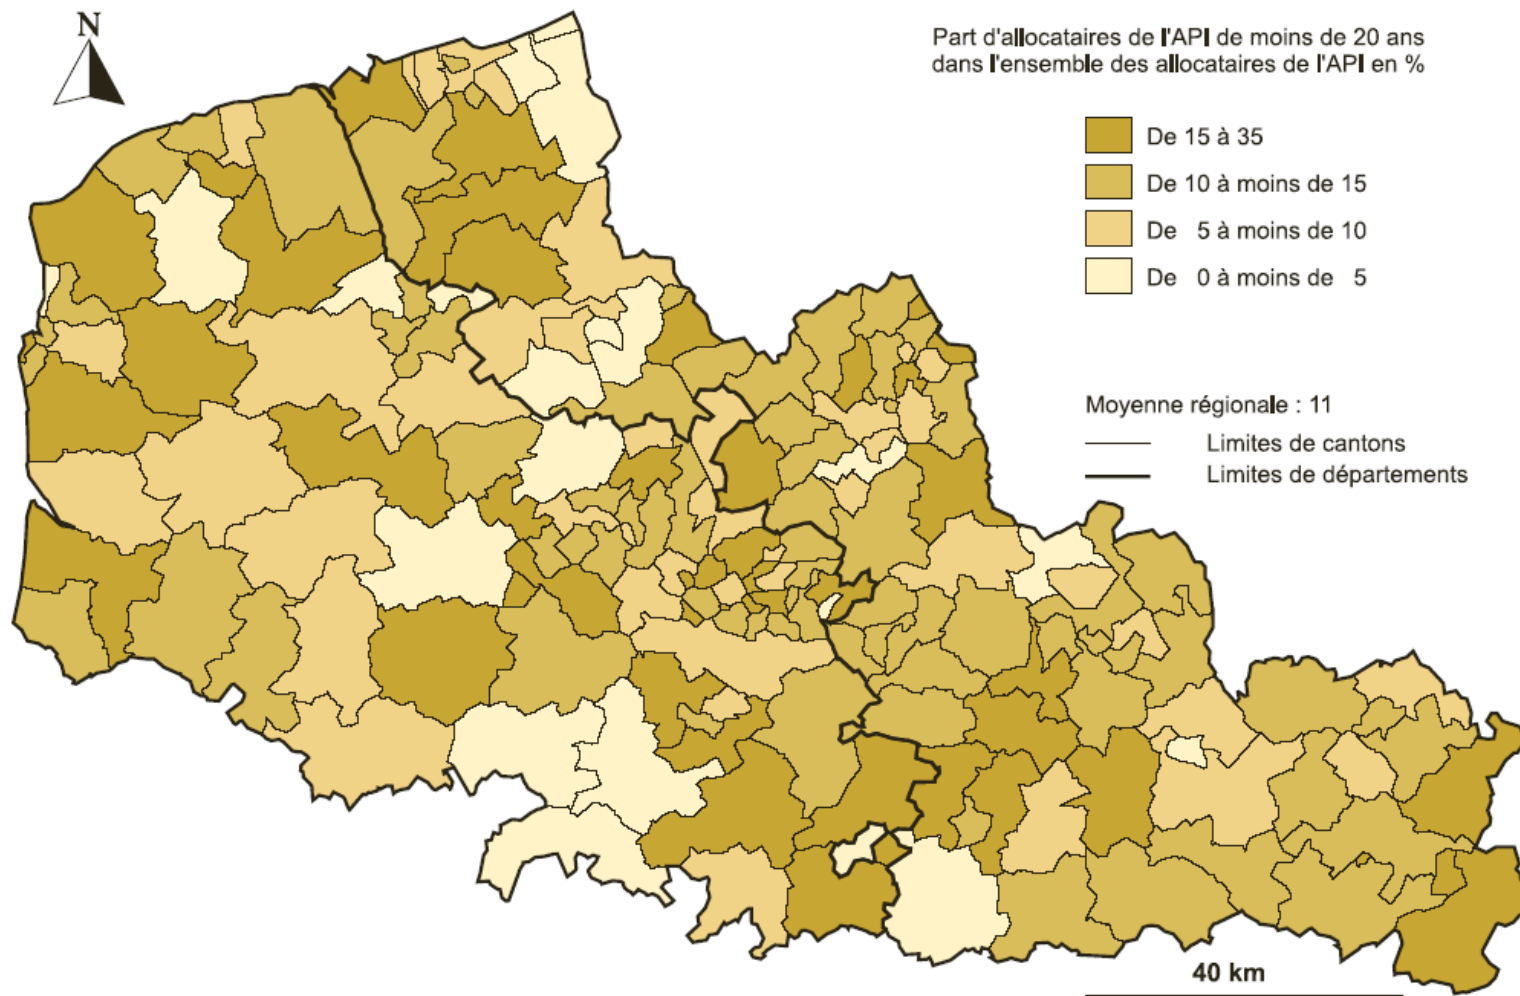 N
Part d'allocataires de l'API de moins de 20 ans
dans l'ensemble des allocataires de l'API en %
De 15 à 35
De 10 à moins de 15
De 5 à moins de 10
De 0 à moins de 5
Moyenne régionale : 11
Limites de cantons
Limites de départements
40 km